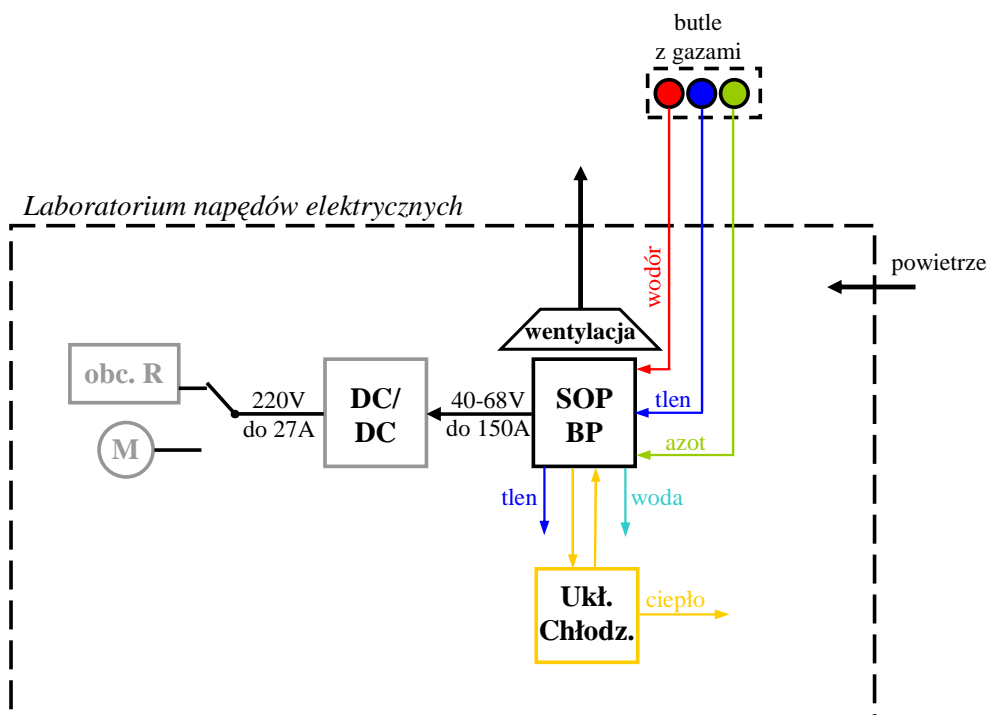 butle
z gazami
Laboratorium napędów elektrycznych
powietrze
wodór
wentylacja
obc. R
220V
do 27A
M
DC/
DC
40-68V
do 150A
SOP
BP
tlen
azot
tlen
woda
Ukł.
Chłodz.
ciepło